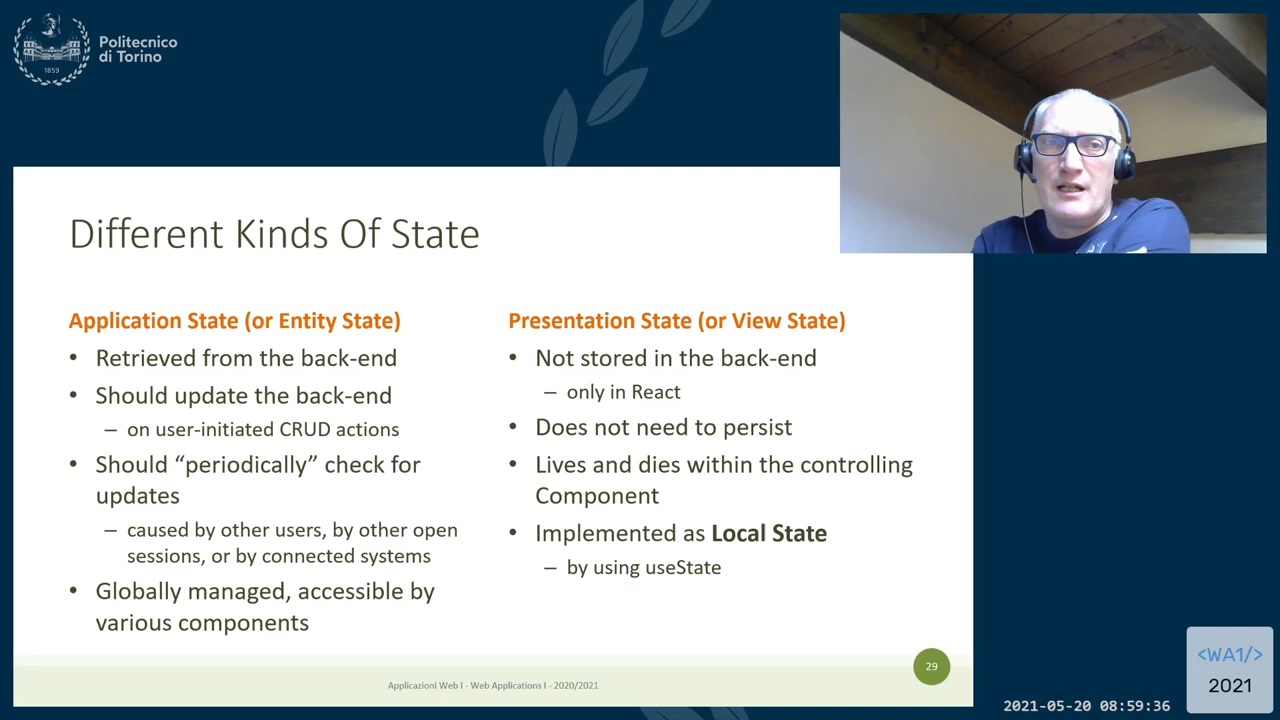 Politecnico
di Torino
1859
Different Kinds Of State
Application State (or Entity State)
• Retrieved from the back-end
• Should update the back-end
– on user-initiated CRUD actions
• Should “periodically” check for
updates
– caused by other users, by other open
sessions, or by connected systems
• Globally managed, accessible by
various components
Presentation State (or View State)
• Not stored in the back-end
– only in React
• Does not need to persist
• Lives and dies within the controlling
Component
• Implemented as Local State
– by using useState
Applicazioni Web I - Web Applications I - 2020/2021
29
<WA1/>
2021
2021-05-20 08:59:36